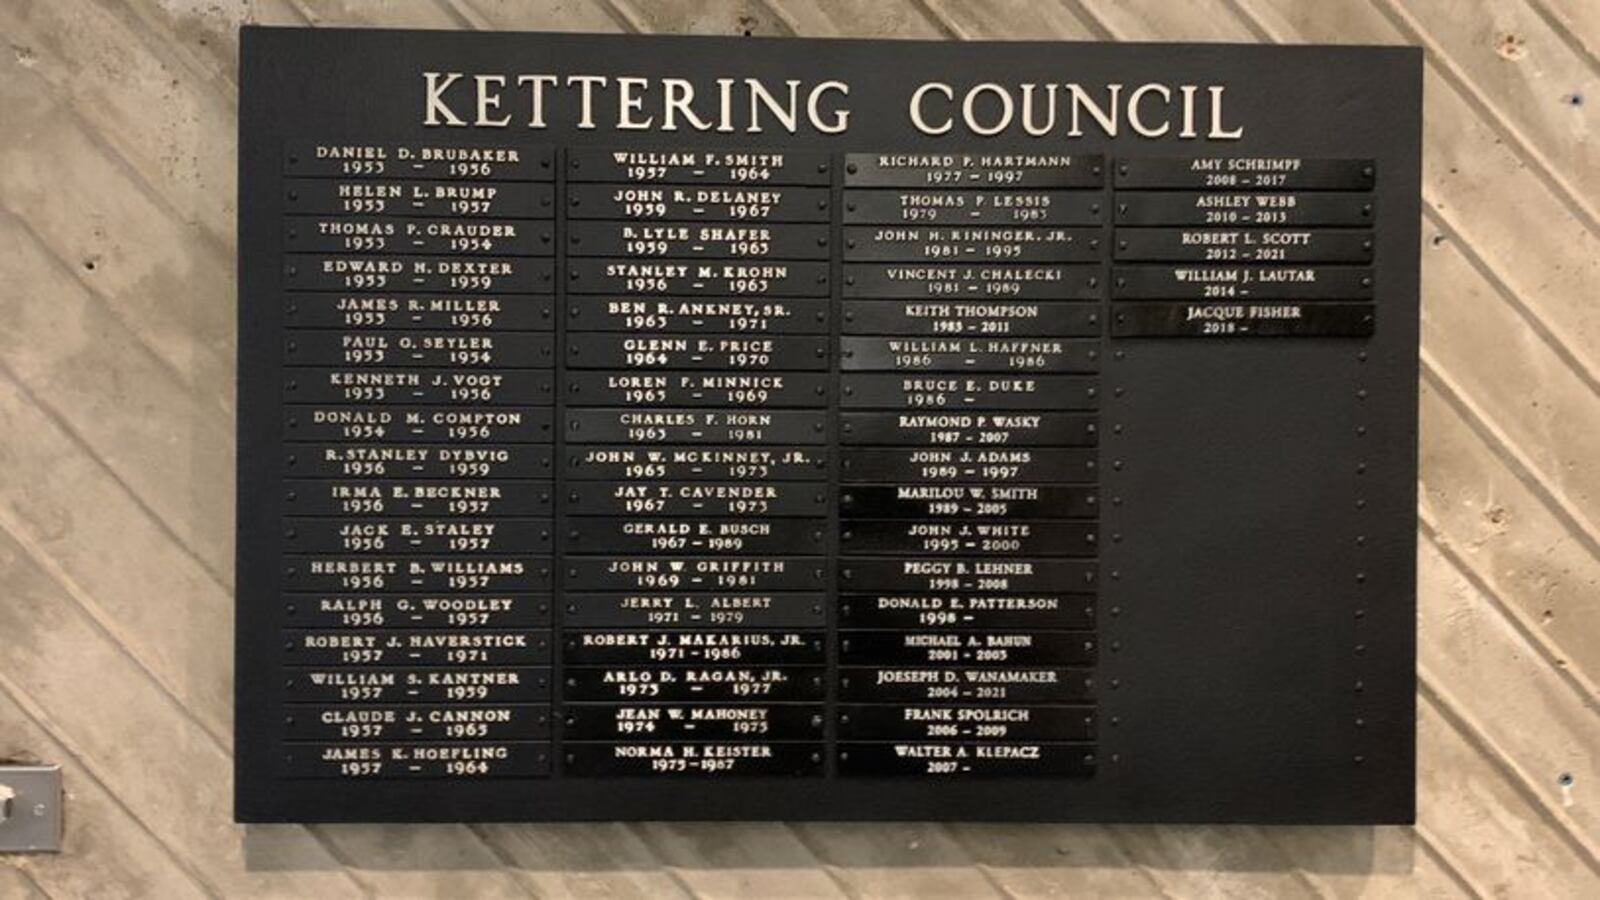 KETTERING COUNCIL
DANIEL D. BRUBAKER
1953 – 1956
HELEN L. BRUMP
1953 – 1957
THOMAS P. CRAUDER
1953 – 1954
EDWARD H. DEXTER
1953 – 1959
JAMES R. MILLER
1953 – 1956
PAUL O. SEYLER
1953 – 1954
KENNETH J. VOGT
1953 – 1956
DONALD M. COMPTON
1954 – 1956
R. STANLEY DYBVIG
1956 – 1959
IRMA E. BECKNER
1956 – 1957
JACK E. STALEY
1956 – 1957
HERBERT B. WILLIAMS
1956 – 1957
RALPH G. WOODLEY
1956 – 1957
ROBERT J. HAVERSTICK
1957 – 1971
WILLIAM S. KANTNER
1957 – 1959
CLAUDE J. CANNON
1957 – 1965
JAMES K. HOEFLING
1957 – 1964
WILLIAM F. SMITH
1957 – 1964
JOHN R. DELANEY
1959 – 1967
B. LYLE SHAFER
1959 – 1963
STANLEY M. KROHN
1956 – 1963
BEN R. ANKNEY, SR.
1963 – 1971
GLENN E. PRICE
1964 – 1970
LOREN F. MINNICK
1965 – 1969
CHARLES F. HORN
1963 – 1981
JOHN W. MCKINNEY, JR.
1965 – 1973
JAY T. CAVENDER
1967 – 1973
GERALD E. BUSCH
1967 – 1989
JOHN W. GRIFFITH
1969 – 1981
JERRY L. ALBERT
1971 – 1979
ROBERT J. MAKARIUS, JR.
1971 – 1986
ARLO D. RAGAN, JR.
1973 – 1977
JEAN W. MAHONEY
1974 – 1975
NORMA H. KEISTER
1975 – 1987
RICHARD P. HARTMANN
1977 – 1997
THOMAS P LESSIS
1979 – 1983
JOHN H. RININGER, JR.
1981 – 1995
VINCENT J. CHALECKI
1981 – 1989
KEITH THOMPSON
1983 – 2011
WILLIAM L. HAFFNER
1986 – 1986
BRUCE E. DUKE
1986 –
RAYMOND P. WASKY
1987 – 2007
JOHN J. ADAMS
1989 – 1997
MARILOU W. SMITH
1989 – 2005
JOHN J. WHITE
1995 – 2000
PEGGY B. LEHNER
1998 – 2008
DONALD E. PATTERSON
1998 –
MICHAEL A. BAHUN
2001 – 2005
JOESEPH D. WANAMAKER
2004 – 2021
FRANK SPOLRICH
2006 – 2009
WALTER A. KLEPACZ
2007 –
AMY SCHRIMPF
2008 – 2017
ASHLEY WEBB
2010 – 2013
ROBERT L. SCOTT
2012 – 2021
WILLIAM J. LAUTAR
2014 –
JACQUE FISHER
2018 –